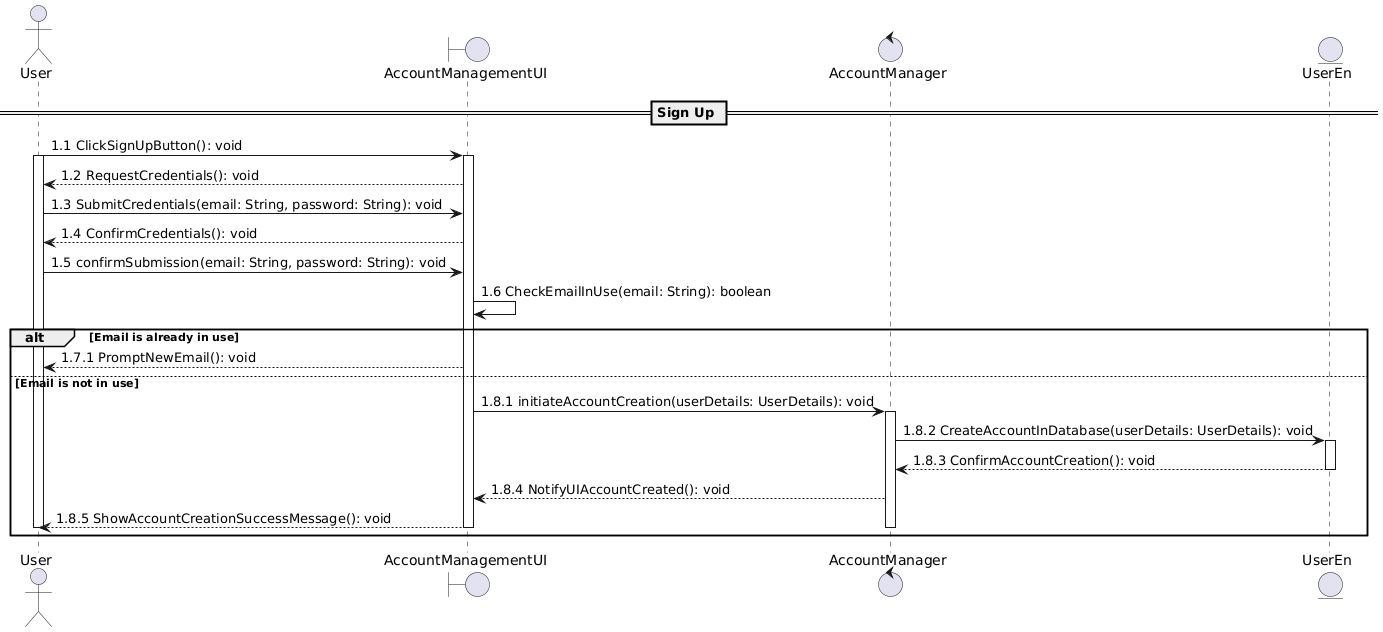 User
AccountManagementUI
AccountManager
UserEn
Sign Up
1.1 ClickSignUpButton(): void
1.2 RequestCredentials(): void
1.3 SubmitCredentials(email: String, password: String): void
1.4 ConfirmCredentials(): void
1.5 confirmSubmission(email: String, password: String): void
1.6 CheckEmailInUse(email: String): boolean
alt [Email is already in use]
1.7.1 PromptNewEmail(): void
[Email is not in use]
1.8.1 initiateAccountCreation(userDetails: UserDetails): void
1.8.2 CreateAccountInDatabase(userDetails: UserDetails): void
1.8.3 ConfirmAccountCreation(): void
1.8.4 NotifyUIAccountCreated(): void
1.8.5 ShowAccountCreationSuccessMessage(): void
User
AccountManagementUI
AccountManager
UserEn